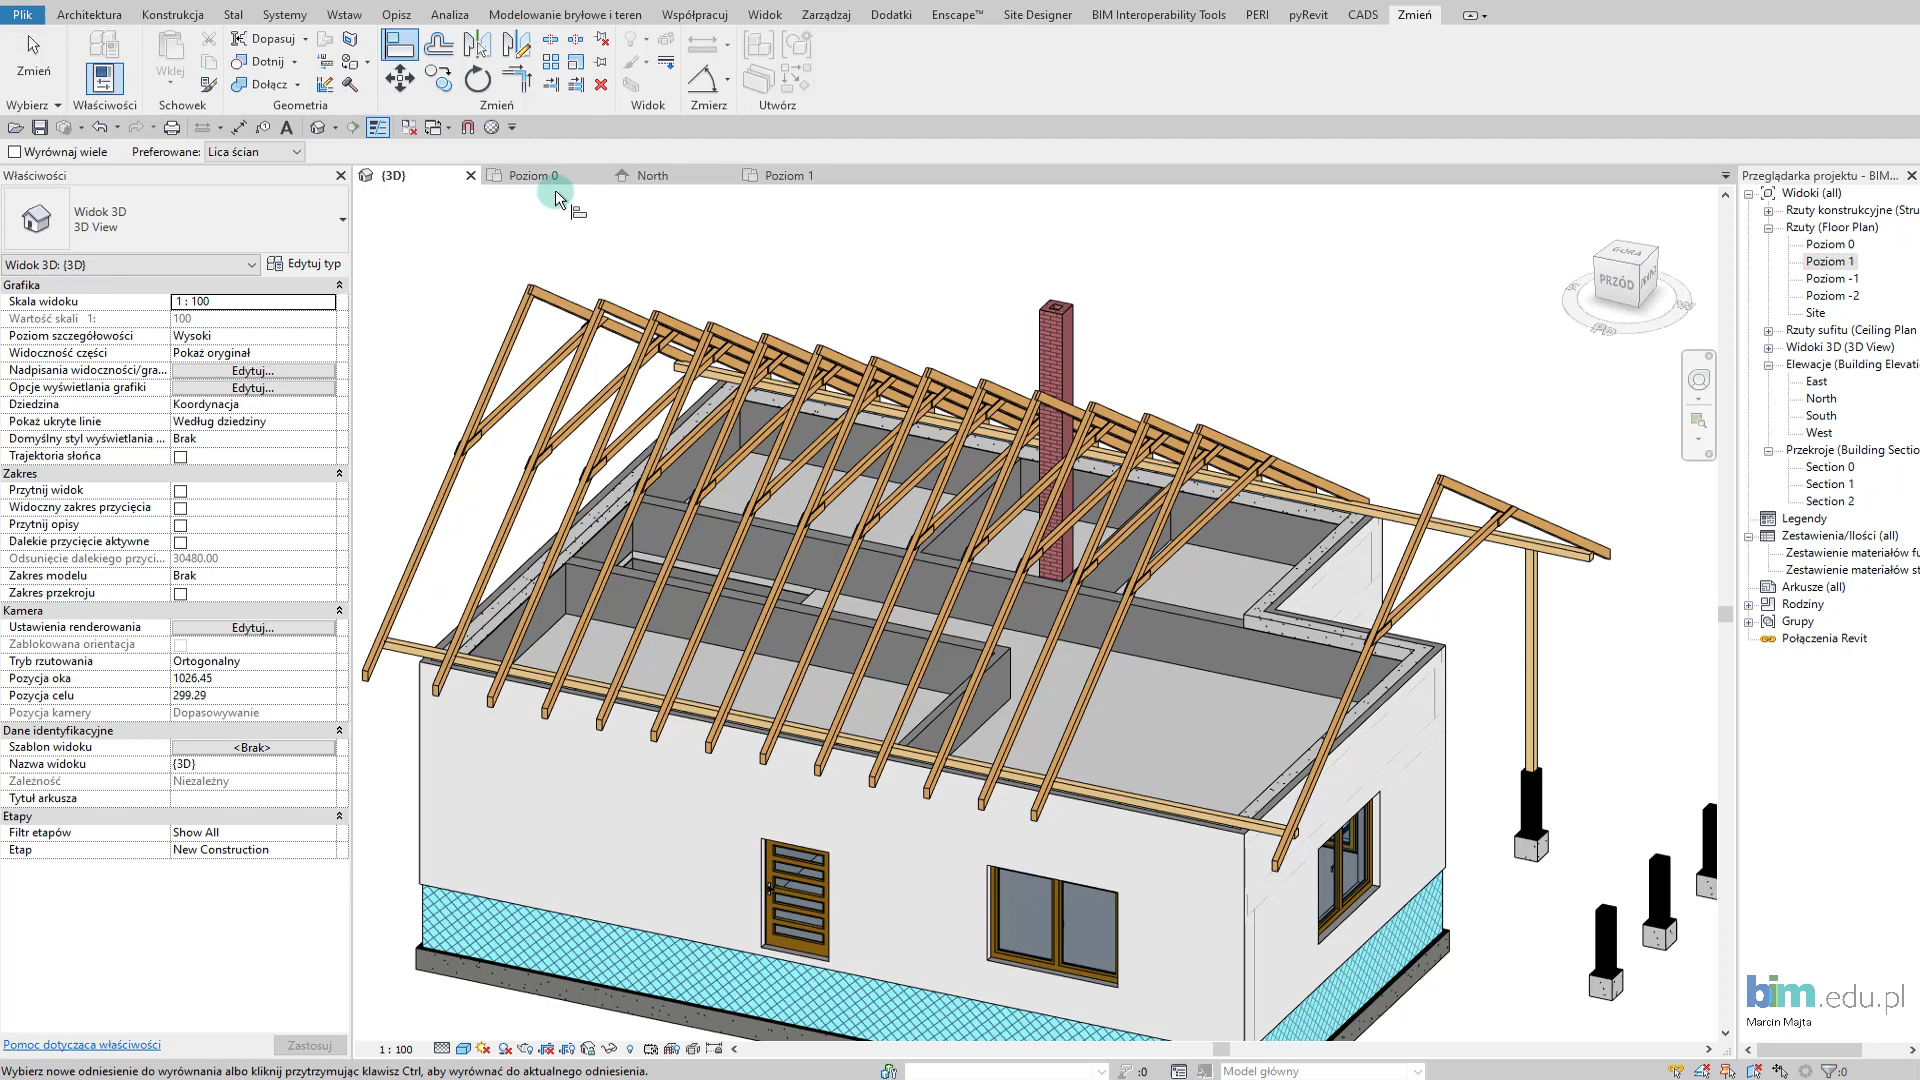 Plik Architektura Konstrukcja Stal Systemy Wstaw Opisz Analiza Modelowanie bryłowe i teren Współpracuj Widok Zarządzaj Dodatki Enscape™ Site Designer BIM Interoperability Tools PERI pyRevit CADS Zmień
Zmień
Wklej
Dopasuj
Dotnij
Dołącz
Wybierz Właściwości Schowek Geometria Zmień Widok Zmierz Utwórz
Wyrównaj wiele Preferowane: Lica ścian
Właściwości
{3D} Poziom 0 North Poziom 1
Widok 3D
3D View
Widok 3D: {3D} Edytuj typ
Grafika
Skala widoku 1 : 100
Wartość skali 1: 100
Poziom szczegółowości Wysoki
Widoczność części Pokaż oryginał
Nadpisania widoczności/gra... Edytuj...
Opcje wyświetlania grafiki Edytuj...
Dziedzina Koordynacja
Pokaż ukryte linie Według dziedziny
Domyślny styl wyświetlania ... Brak
Trajektoria słońca
Zakres
Przytnij widok
Widoczny zakres przycięcia
Przytnij opisy
Dalekie przycięcie aktywne
Odsunięcie dalekiego przyci... 30480.00
Zakres modelu Brak
Zakres przekroju
Kamera
Ustawienia renderowania Edytuj...
Zablokowana orientacja
Tryb rzutowania Ortogonalny
Pozycja oka 1026.45
Pozycja celu 299.29
Pozycja kamery Dopasowywanie
Dane identyfikacyjne
Szablon widoku <Brak>
Nazwa widoku {3D}
Zależność Niezależny
Tytuł arkusza
Etapy
Filtr etapów Show All
Etap New Construction
Pomoc dotycząca właściwości Zastosuj
GÓRA
PRZÓD
Przeglądarka projektu - BIM...
Widoki (all)
Rzuty konstrukcyjne (Stru
Rzuty (Floor Plan)
Poziom 0
Poziom 1
Poziom -1
Poziom -2
Site
Rzuty sufitu (Ceiling Plan
Widoki 3D (3D View)
Elewacje (Building Elevati
East
North
South
West
Przekroje (Building Sectio
Section 0
Section 1
Section 2
Legendy
Zestawienia/Ilości (all)
Zestawienie materiałów fu
Zestawienie materiałów st
Arkusze (all)
Rodziny
Grupy
Połączenia Revit
bim.edu.pl
Marcin Majta
1 : 100
Wybierz nowe odniesienie do wyrównania albo kliknij przytrzymując klawisz Ctrl, aby wyrównać do aktualnego odniesienia.
:0 Model główny :0